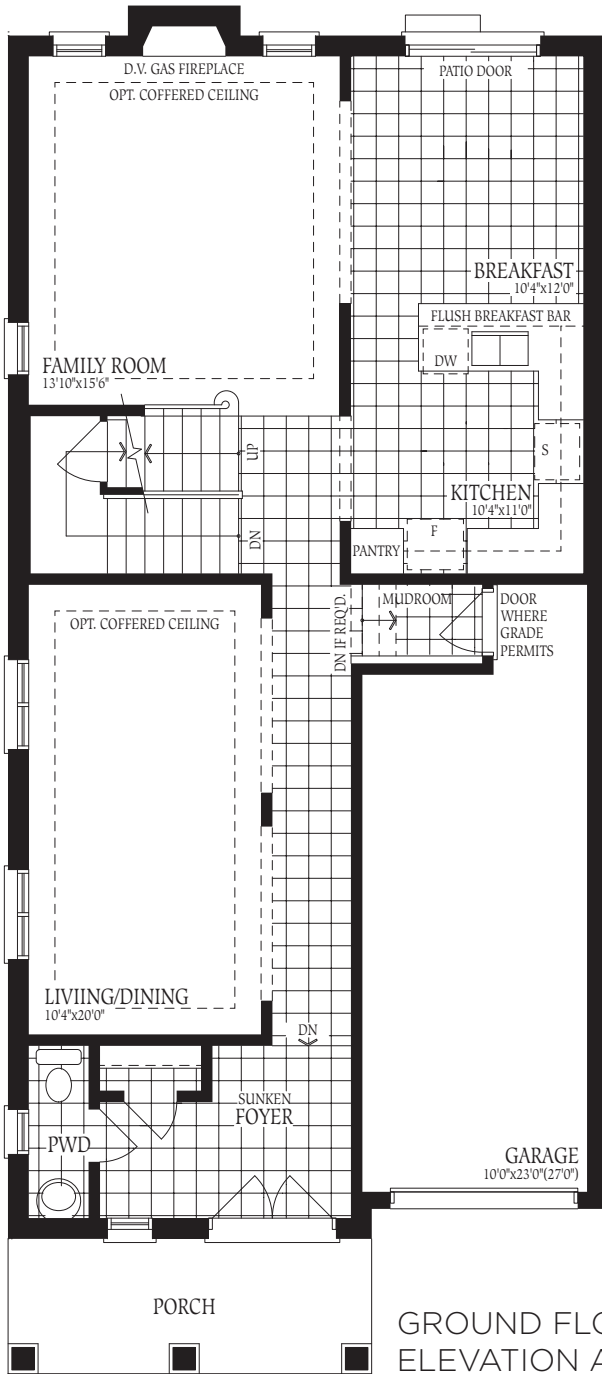 D.V. GAS FIREPLACE
OPT. COFFERED CEILING
PATIO DOOR
BREAKFAST
10'4"x12'0"
FLUSH BREAKFAST BAR
DW
FAMILY ROOM
13'10"x15'6"
UP
S
KITCHEN
10'4"x11'0"
DN
F
PANTRY
OPT. COFFERED CEILING
DN IF REQ'D.
MUDROOM
DOOR
WHERE
GRADE
PERMITS
LIVIING/DINING
10'4"x20'0"
DN
SUNKEN
FOYER
PWD
GARAGE
10'0"x23'0"(27'0")
PORCH
GROUND FLO
ELEVATION A